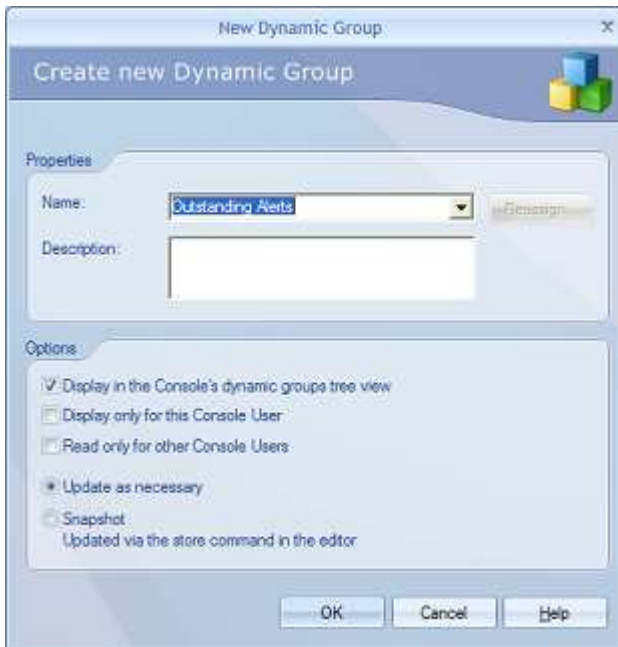 New Dynamic Group
Create new Dynamic Group
Properties
Name:
Outstanding Alerts
Reassign...
Description:
Options
Display in the Console's dynamic groups tree view
Display only for this Console User
Read only for other Console Users
Update as necessary
Snapshot
Updated via the store command in the editor
OK Cancel Help